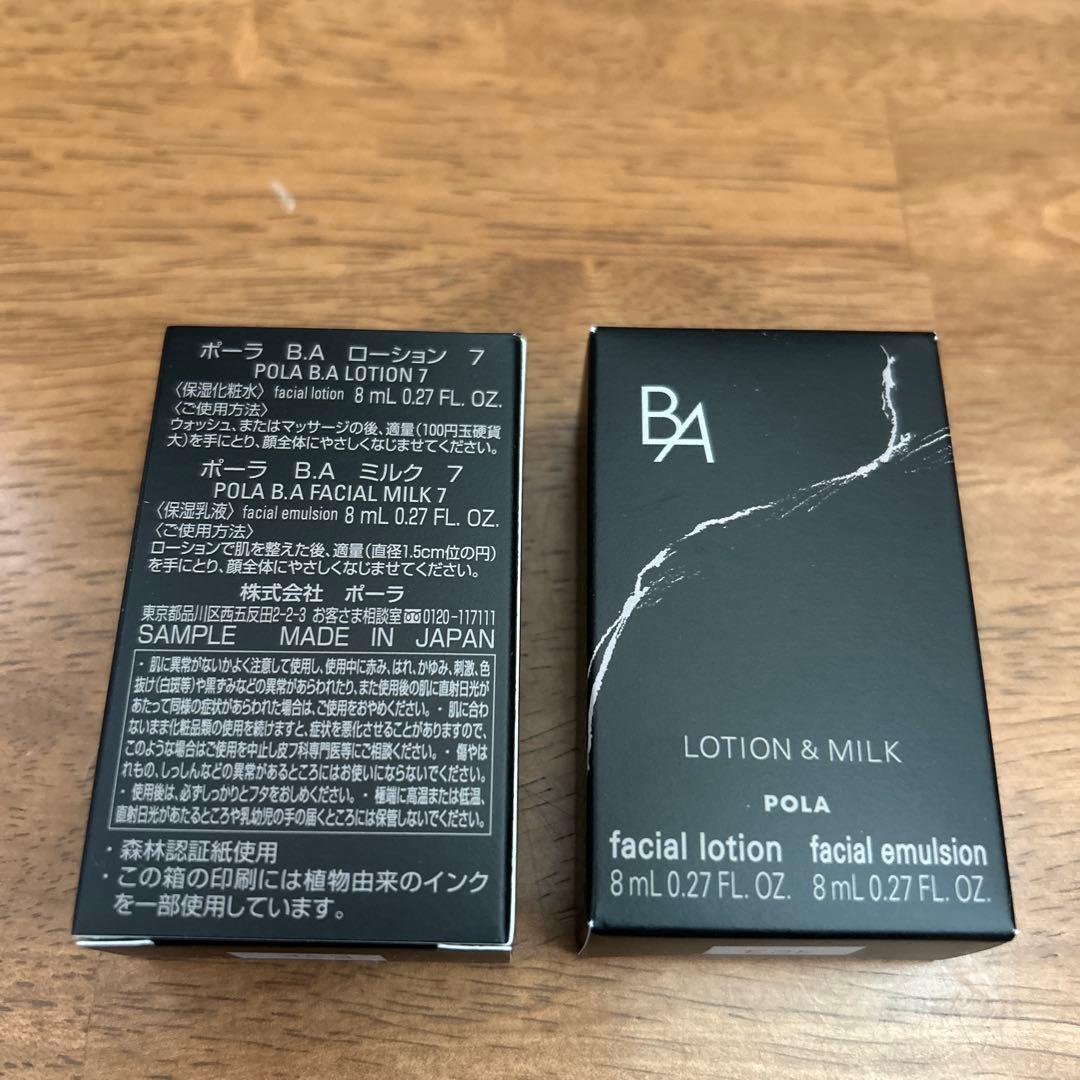 ポーラ B.A ローション 7
POLA B.A LOTION 7
〈保湿化粧水〉 facial lotion 8 mL 0.27 FL. OZ.
〈ご使用方法〉
ウォッシュ、またはマッサージの後、適量(100円玉硬貨
大)を手にとり、顔全体にやさしくなじませてください。
ポーラ B.A ミルク 7
POLA B.A FACIAL MILK 7
〈保湿乳液〉 facial emulsion 8 mL 0.27 FL. OZ.
〈ご使用方法〉
ローションで肌を整えた後、適量(直径1.5cm位の円)
を手にとり、顔全体にやさしくなじませてください。
株式会社 ポーラ
東京都品川区西五反田2-2-3 お客さま相談室 0120-117111
SAMPLE MADE IN JAPAN
・肌に異常がないかよく注意して使用し、使用中に赤み、はれ、かゆみ、刺激、色
抜け(白斑等)や黒ずみなどの異常があらわれたり、また使用後の肌に直射日光が
あたって同様の症状があらわれた場合は、ご使用をおやめください。・肌に合わ
ないまま化粧品類の使用を続けますと、症状を悪化させることがありますので、
このような場合はご使用を中止し皮フ科専門医等にご相談ください。・傷やは
れもの、しっしんなどの異常があるところにはお使いにならないでください。
・使用後は、必ずしっかりとフタをおしめください。・極端に高温または低温、
直射日光があたるところや乳幼児の手の届くところには保管しないでください。
・森林認証紙使用
・この箱の印刷には植物由来のインク
を一部使用しています。
BA
LOTION & MILK
POLA
facial lotion facial emulsion
8 mL 0.27 FL. OZ. 8 mL 0.27 FL. OZ.